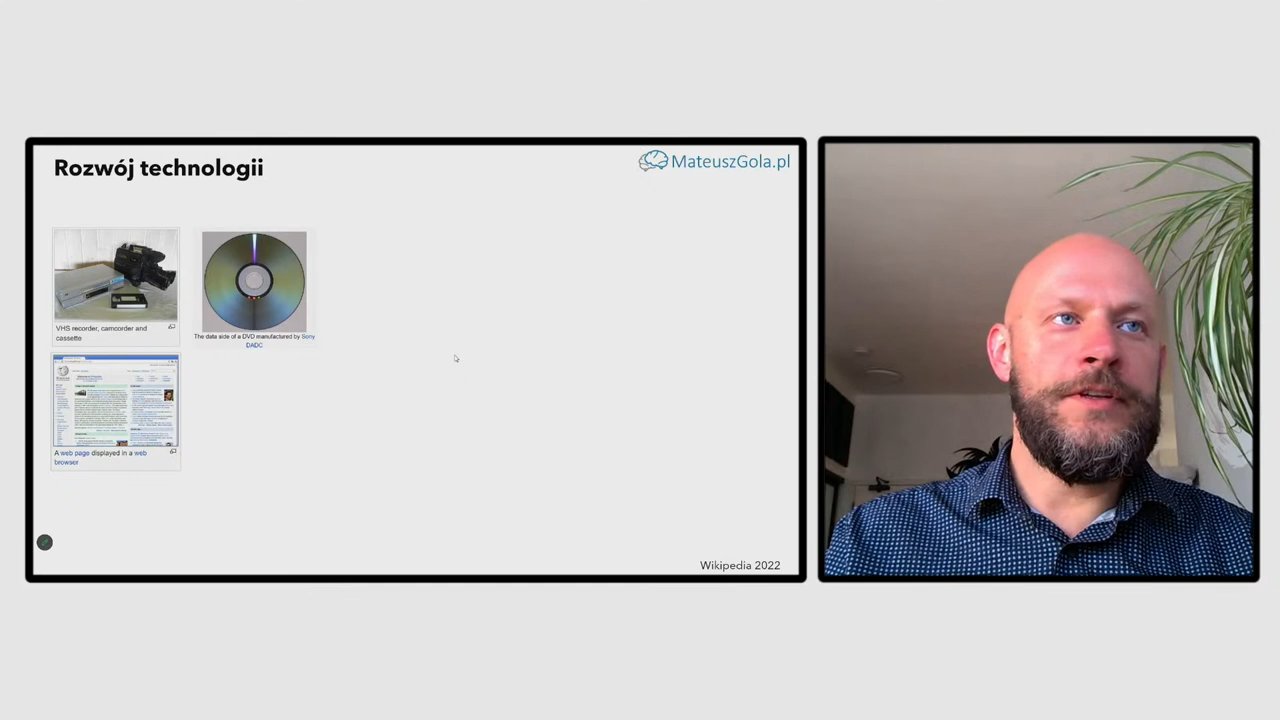 Rozwój technologii
MateuszGola.pl
VHS recorder, camcorder and
cassette
The data side of a DVD manufactured by Sony
DADC
A web page displayed in a web
browser
Wikipedia 2022